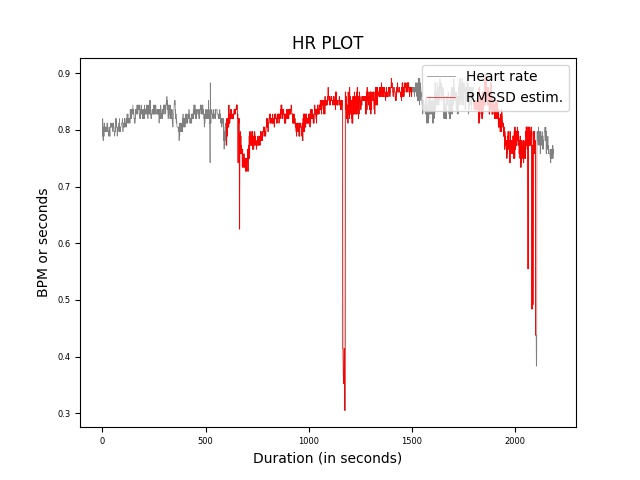 HR PLOT
Heart rate
RMSSD estim.
0.9
0.8
0.7
0.6
0.5
0.4
0.3
BPM or seconds
0
500
1000
1500
2000
Duration (in seconds)